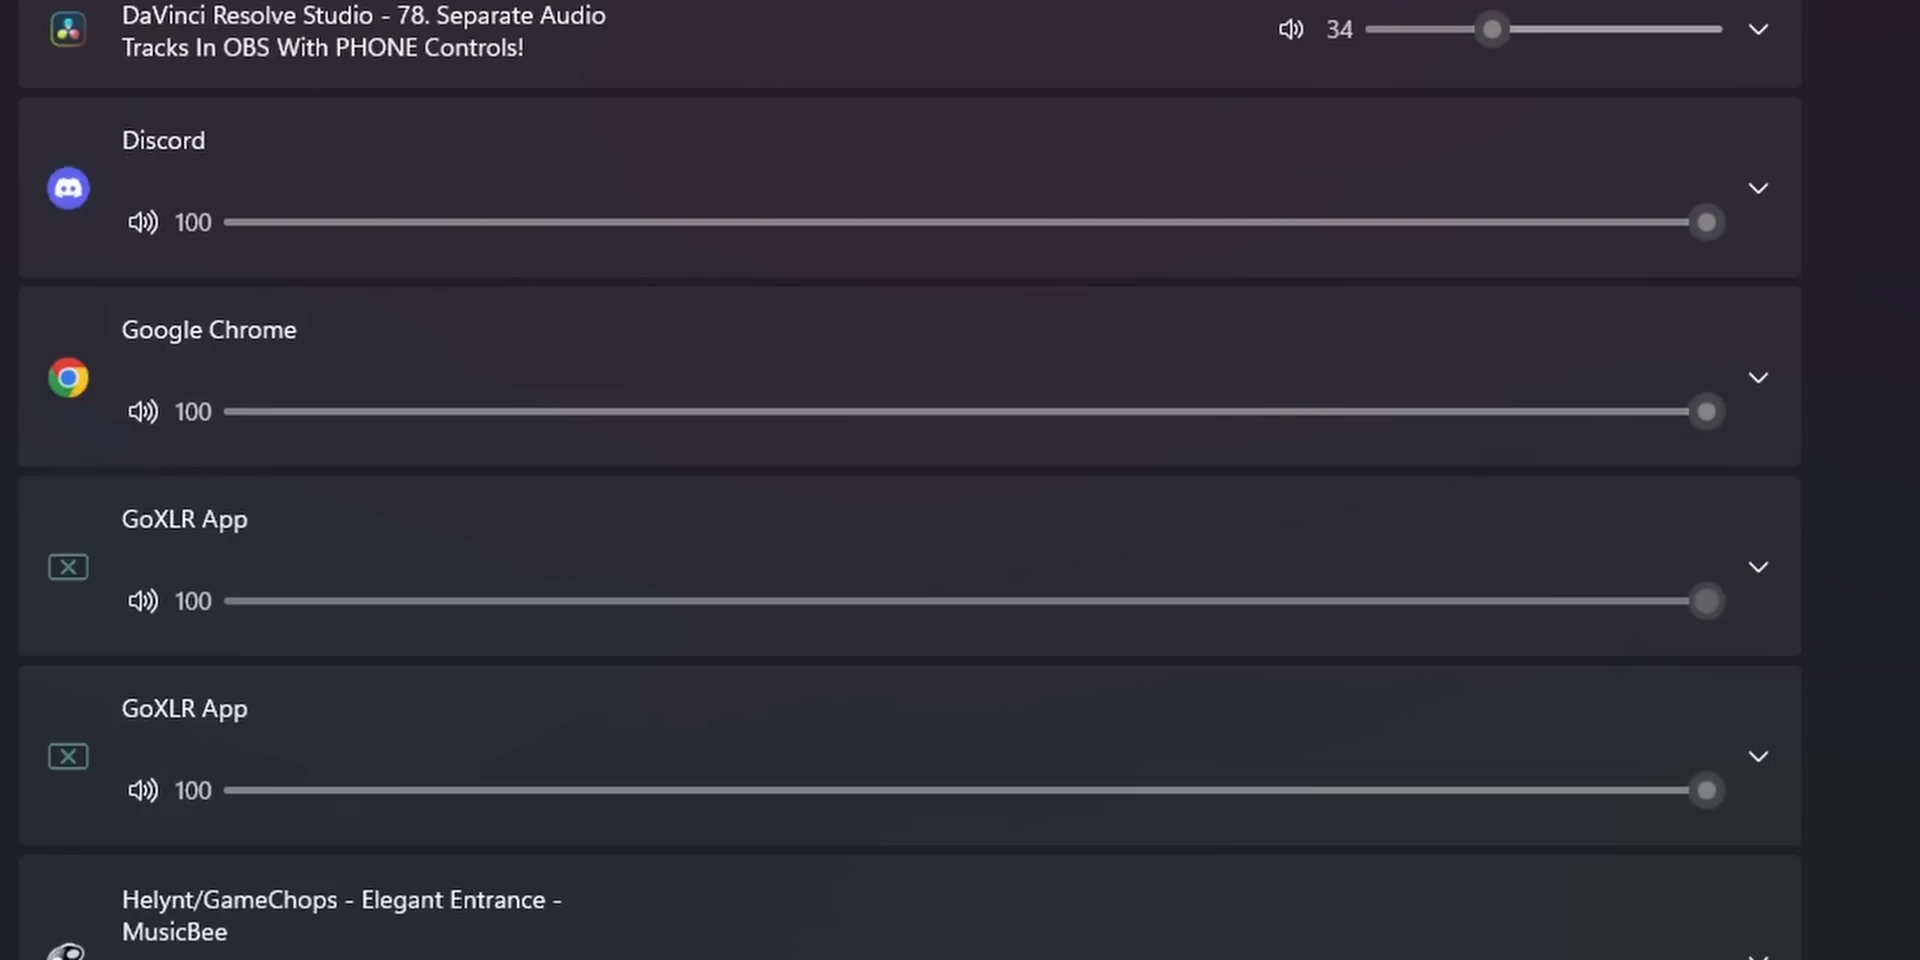 DaVinci Resolve Studio - 78. Separate Audio
Tracks In OBS With PHONE Controls!
34
Discord
100
Google Chrome
100
GoXLR App
100
GoXLR App
100
Helynt/GameChops - Elegant Entrance -
MusicBee